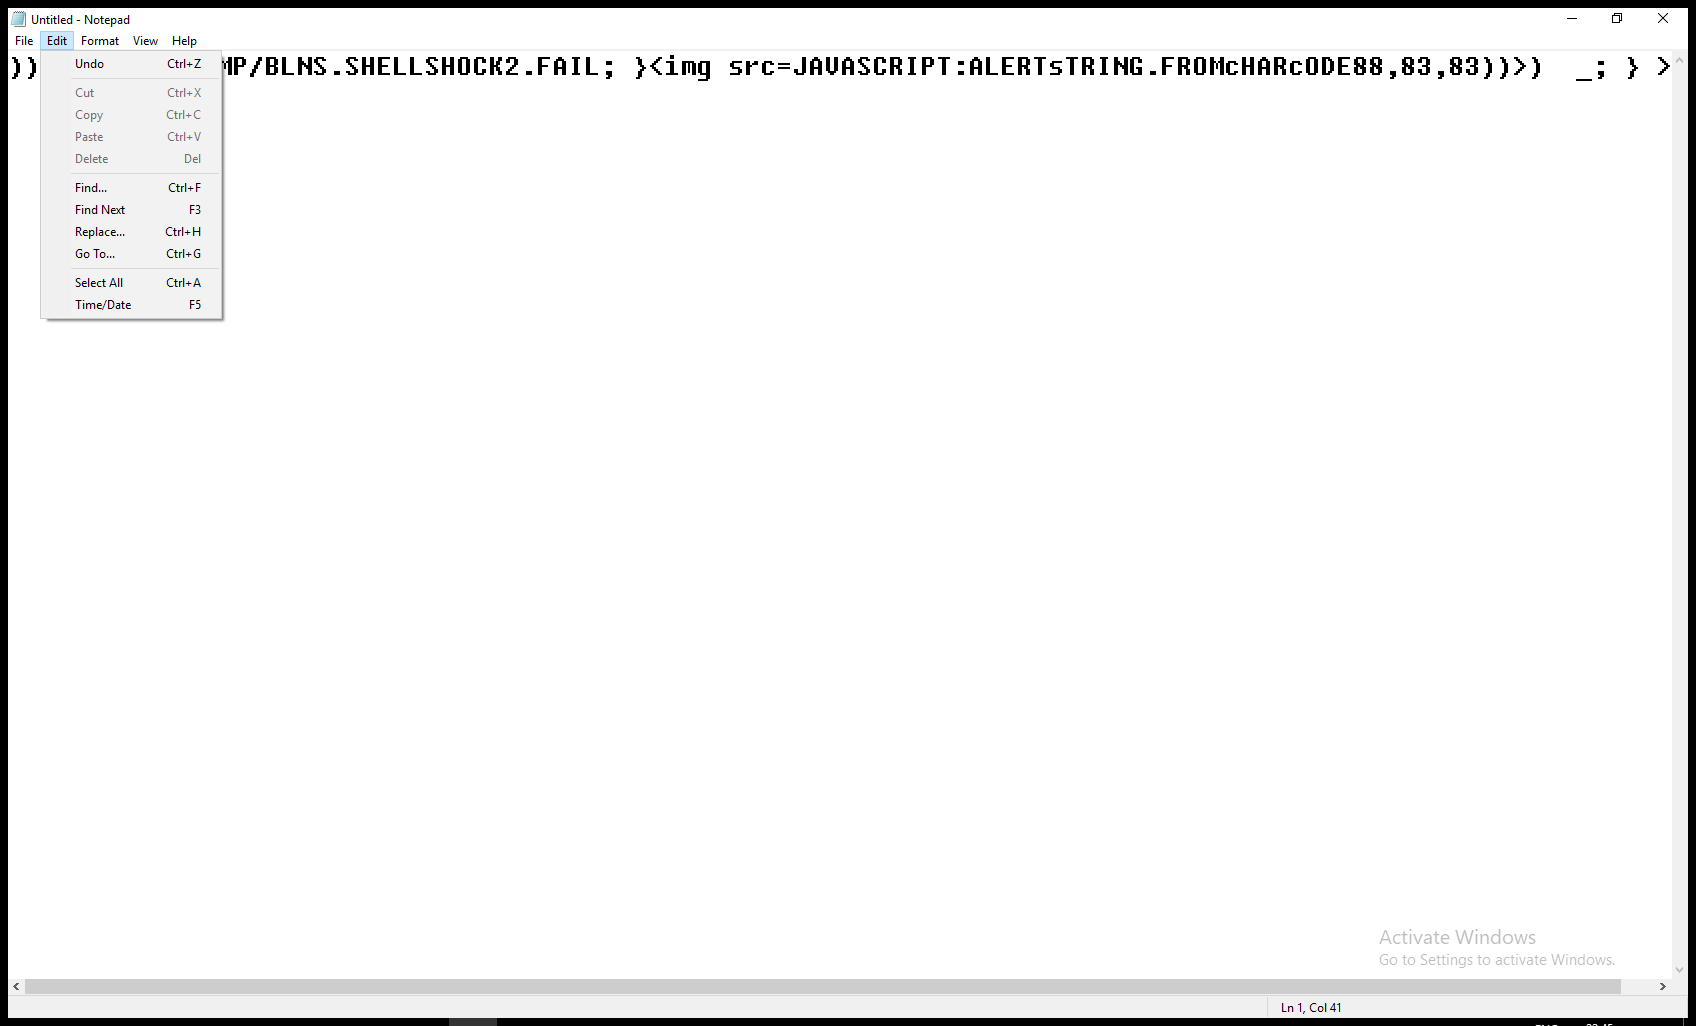 Untitled - Notepad
File Edit Format View Help
)) MP/BLNS.SHELLSHOCK2.FAIL; }<img src=JAVASCRIPT:ALERTsTRING.FROMcHARcODE88,83,83))>) _; } >
Undo Ctrl+Z
Cut Ctrl+X
Copy Ctrl+C
Paste Ctrl+V
Delete Del
Find... Ctrl+F
Find Next F3
Replace... Ctrl+H
Go To... Ctrl+G
Select All Ctrl+A
Time/Date F5
Activate Windows
Go to Settings to activate Windows.
Ln 1, Col 41